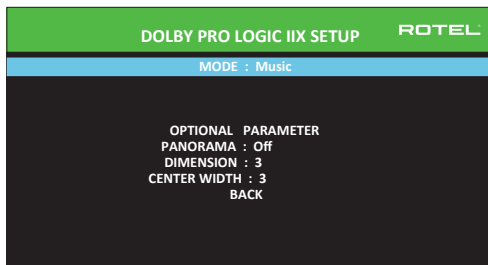 DOLBY PRO LOGIC IIX SETUP ROTEL
MODE : Music
OPTIONAL PARAMETER
PANORAMA : Off
DIMENSION : 3
CENTER WIDTH : 3
BACK